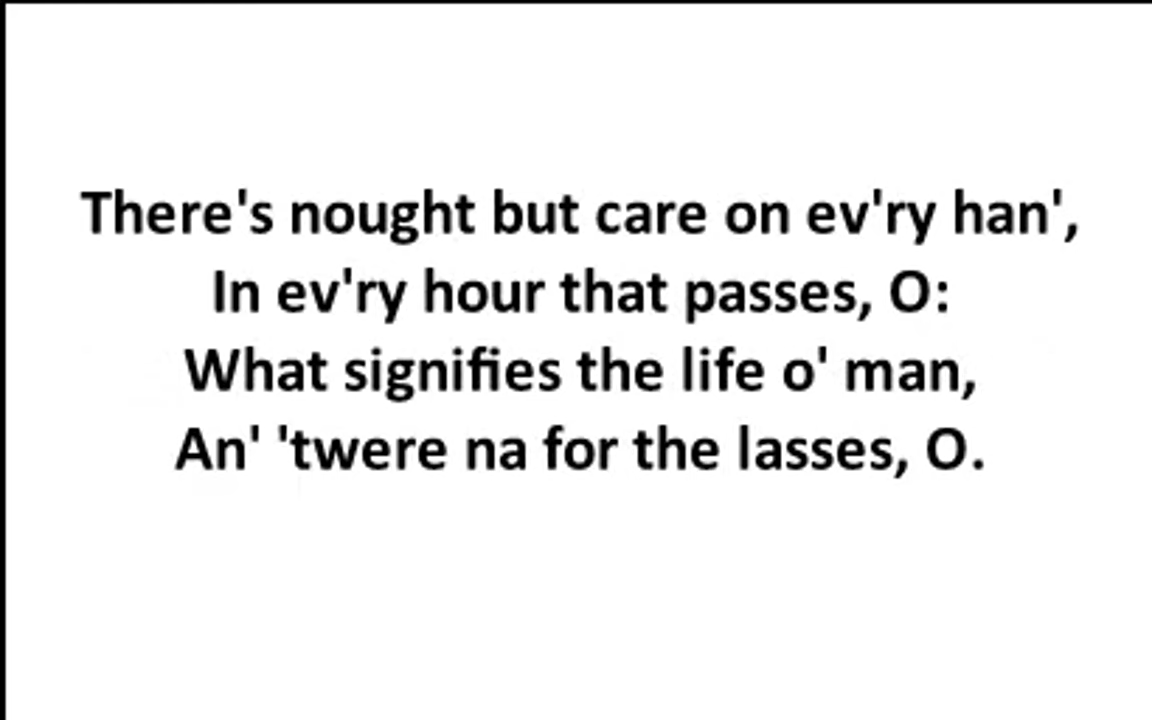 There's nought but care on ev'ry han',
In ev'ry hour that passes, O:
What signifies the life o' man,
An' 'twere na for the lasses, O.